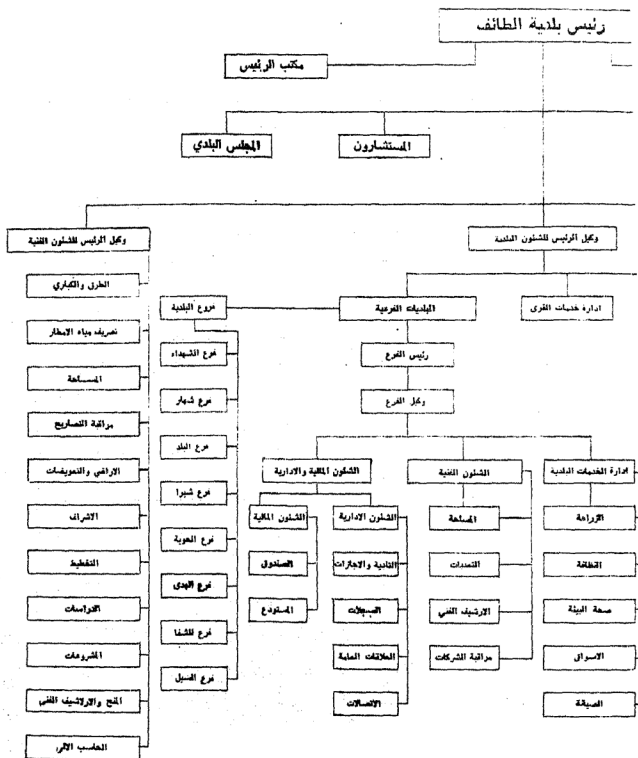 رئيس بلدية الطائف
مكتب الرئيس
المستشارون
المجلس البلدي
وكيل الرئيس للشئون البلدية
وكيل الرئيس للشئون الفنية
ادارة خدمات القرى
البلديات الفرعية
فروع البلدية
رئيس الفرع
وكيل الفرع
ادارة الخدمات البلدية
الزراعة
النظافة
صحة البيئة
الاسواق
الصيانة
الشئون الفنية
المساحة
التعديات
الارشيف الفني
مراقبة الشركات
الشئون المالية والادارية
الشئون الادارية
التأدية والاجازات
السجلات
العلاقات العامة
الاتصالات
الشئون المالية
الصندوق
المستودع
فرع الشهداء
فرع شهار
فرع البلد
فرع شبرا
فرع الحوية
فرع الهدى
فرع الشفا
فرع السيل
الطرق والكباري
تصريف مياه الامطار
المساحة
مراقبة التصاريح
الاراضي والتعويضات
الاشراف
التخطيط
الدراسات
المشروعات
المنح والارشيف الفني
الحاسب الآلي